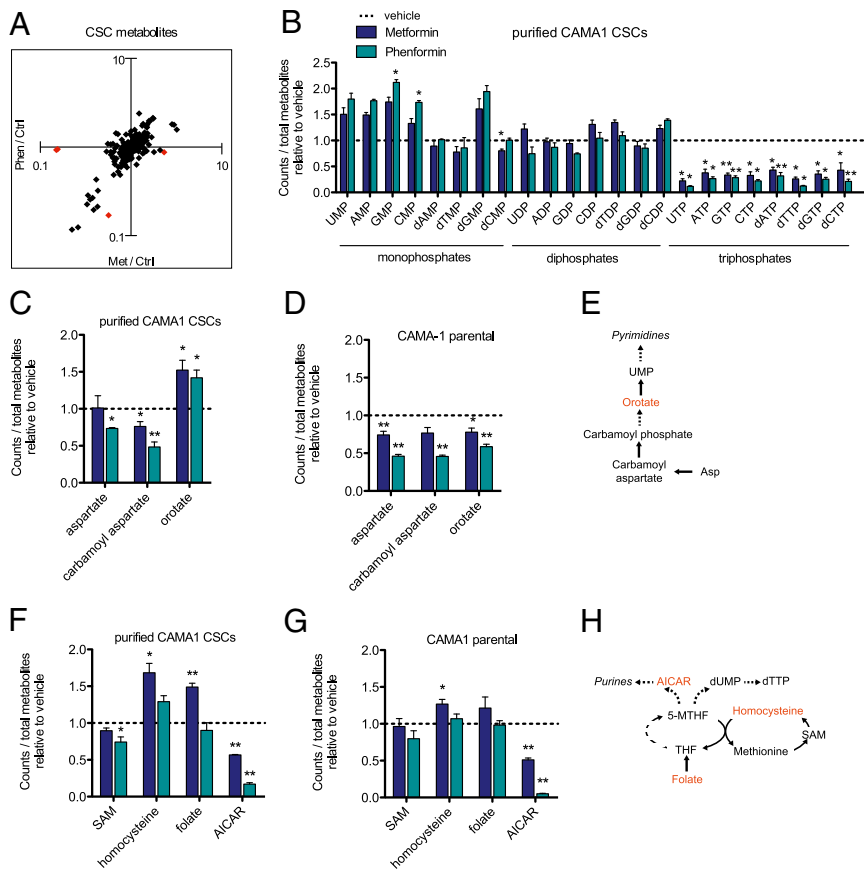 A
CSC metabolites
10
Phen / Ctrl
0.1
10
0.1
Met / Ctrl
B
vehicle
Metformin
Phenformin
purified CAMA1 CSCs
Counts / total metabolites
relative to vehicle
2.5
2.0
1.5
1.0
0.5
0.0
* * * * * * * ** ** * * * ** * * * * * **
UMP
AMP
GMP
CMP
dAMP
dTMP
dGMP
dCMP
UDP
ADP
GDP
CDP
dTDP
dGDP
dCDP
UTP
ATP
GTP
CTP
dATP
dTTP
dGTP
dCTP
monophosphates
diphosphates
triphosphates
C
purified CAMA1 CSCs
Counts / total metabolites
relative to vehicle
2.0
1.5
1.0
0.5
0.0
* * ** * *
aspartate
carbamoyl aspartate
orotate
D
CAMA-1 parental
Counts / total metabolites
relative to vehicle
2.0
1.5
1.0
0.5
0.0
** ** ** * **
aspartate
carbamoyl aspartate
orotate
E
Pyrimidines
UMP
Orotate
Carbamoyl phosphate
Carbamoyl
aspartate
Asp
F
purified CAMA1 CSCs
Counts / total metabolites
relative to vehicle
2.0
1.5
1.0
0.5
0.0
* * ** ** **
SAM
homocysteine
folate
AICAR
G
CAMA1 parental
Counts / total metabolites
relative to vehicle
2.0
1.5
1.0
0.5
0.0
* ** **
SAM
homocysteine
folate
AICAR
H
Purines AICAR dUMP dTTP
5-MTHF Homocysteine
SAM
THF Methionine
Folate